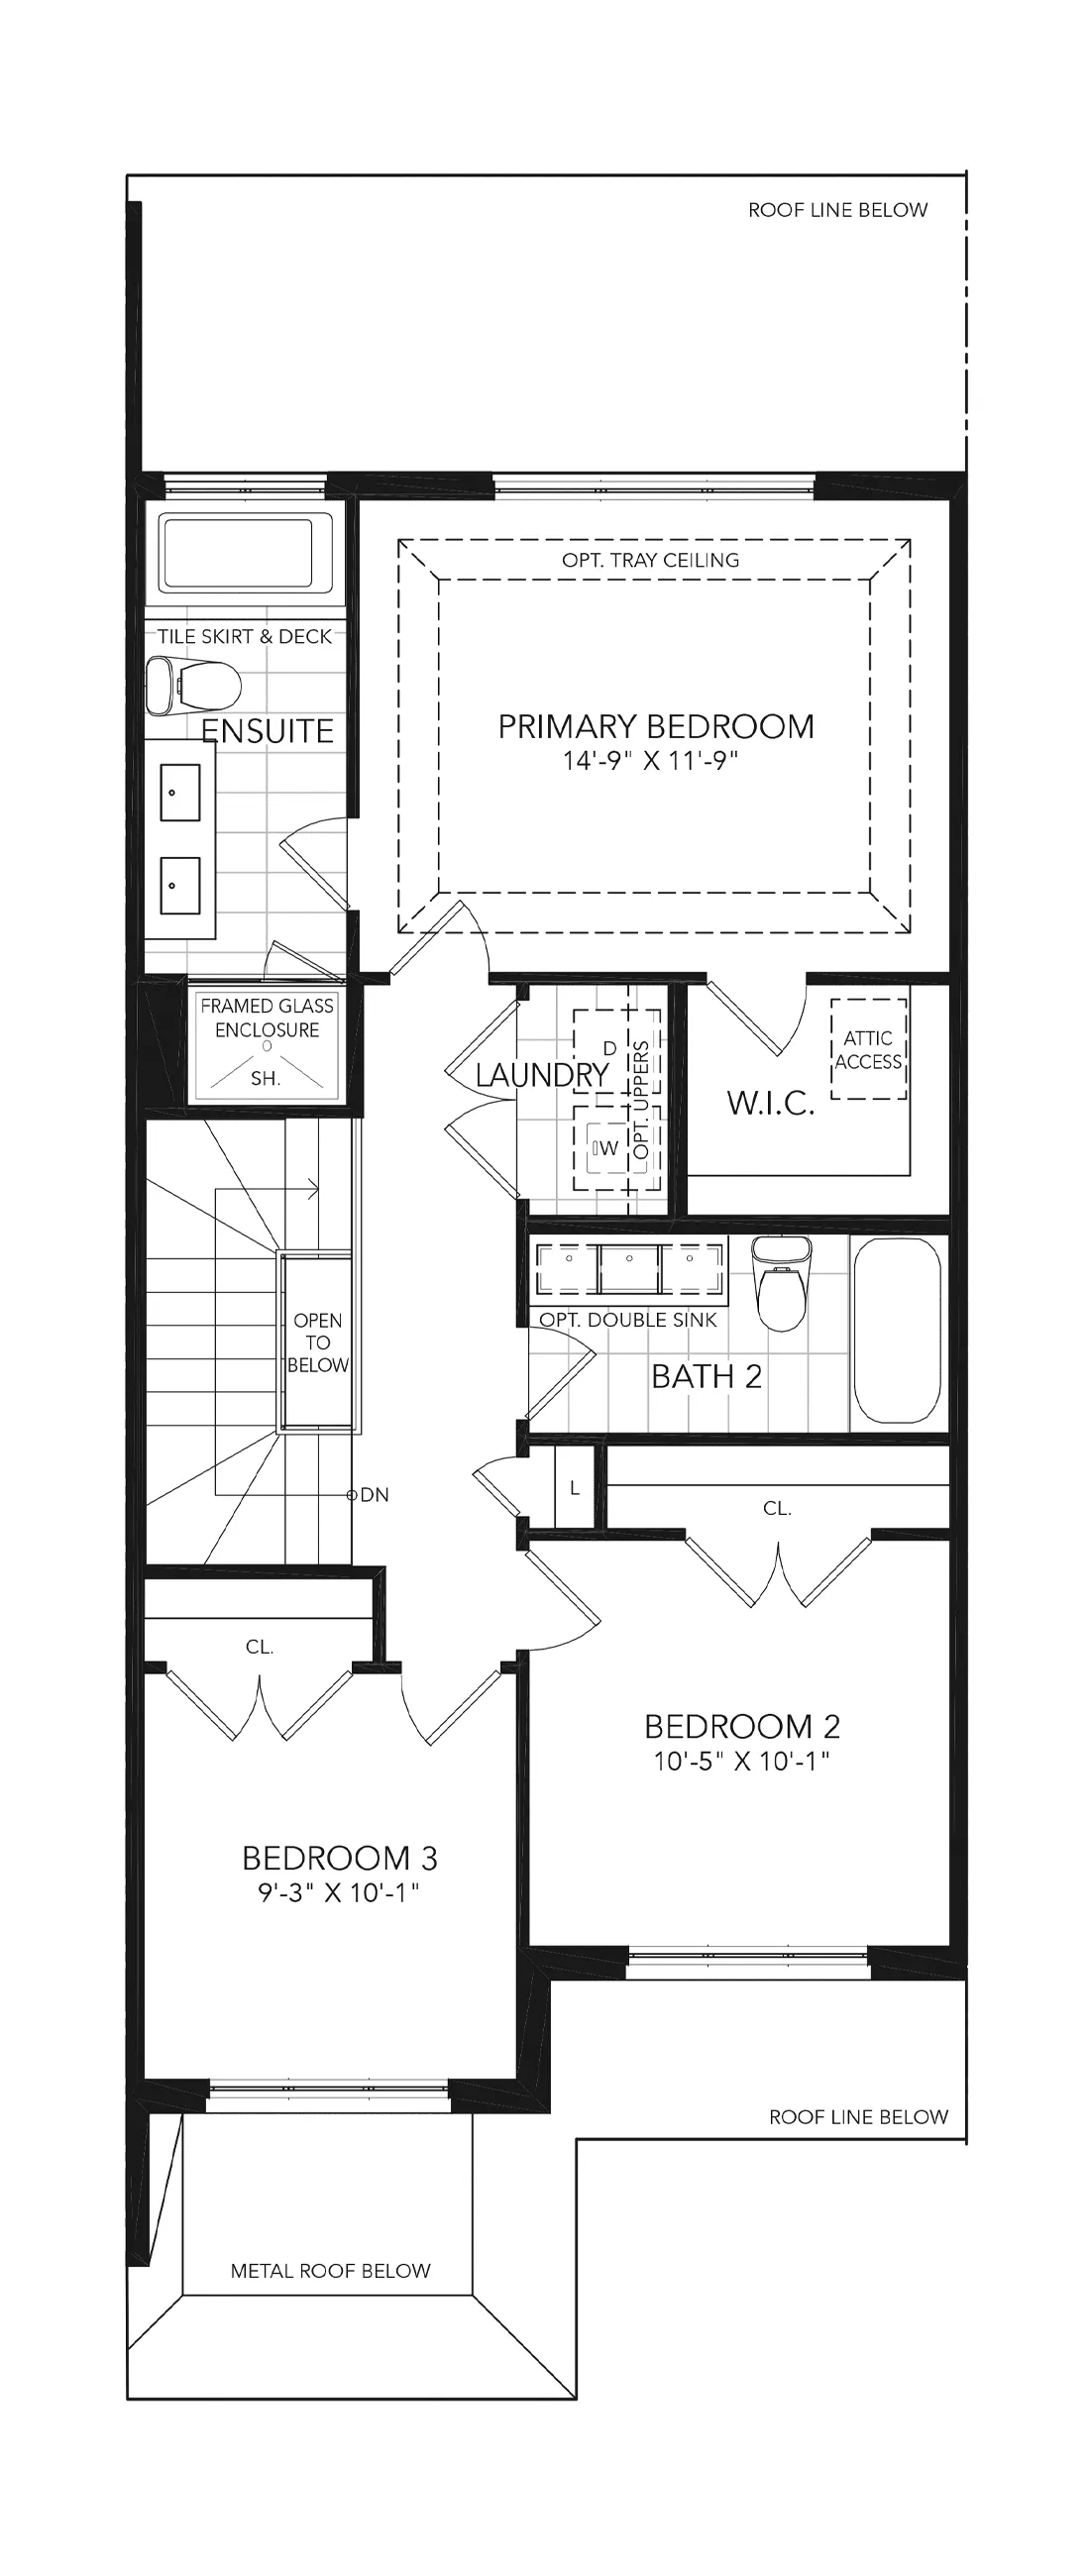 ROOF LINE BELOW
OPT. TRAY CEILING
TILE SKIRT & DECK
ENSUITE
PRIMARY BEDROOM
14'-9" X 11'-9"
FRAMED GLASS
ENCLOSURE
SH.
LAUNDRY
D
OPT. UPPERS
W
W.I.C.
ATTIC
ACCESS
OPEN
TO
BELOW
OPT. DOUBLE SINK
BATH 2
DN
L
CL.
CL.
BEDROOM 2
10'-5" X 10'-1"
BEDROOM 3
9'-3" X 10'-1"
ROOF LINE BELOW
METAL ROOF BELOW